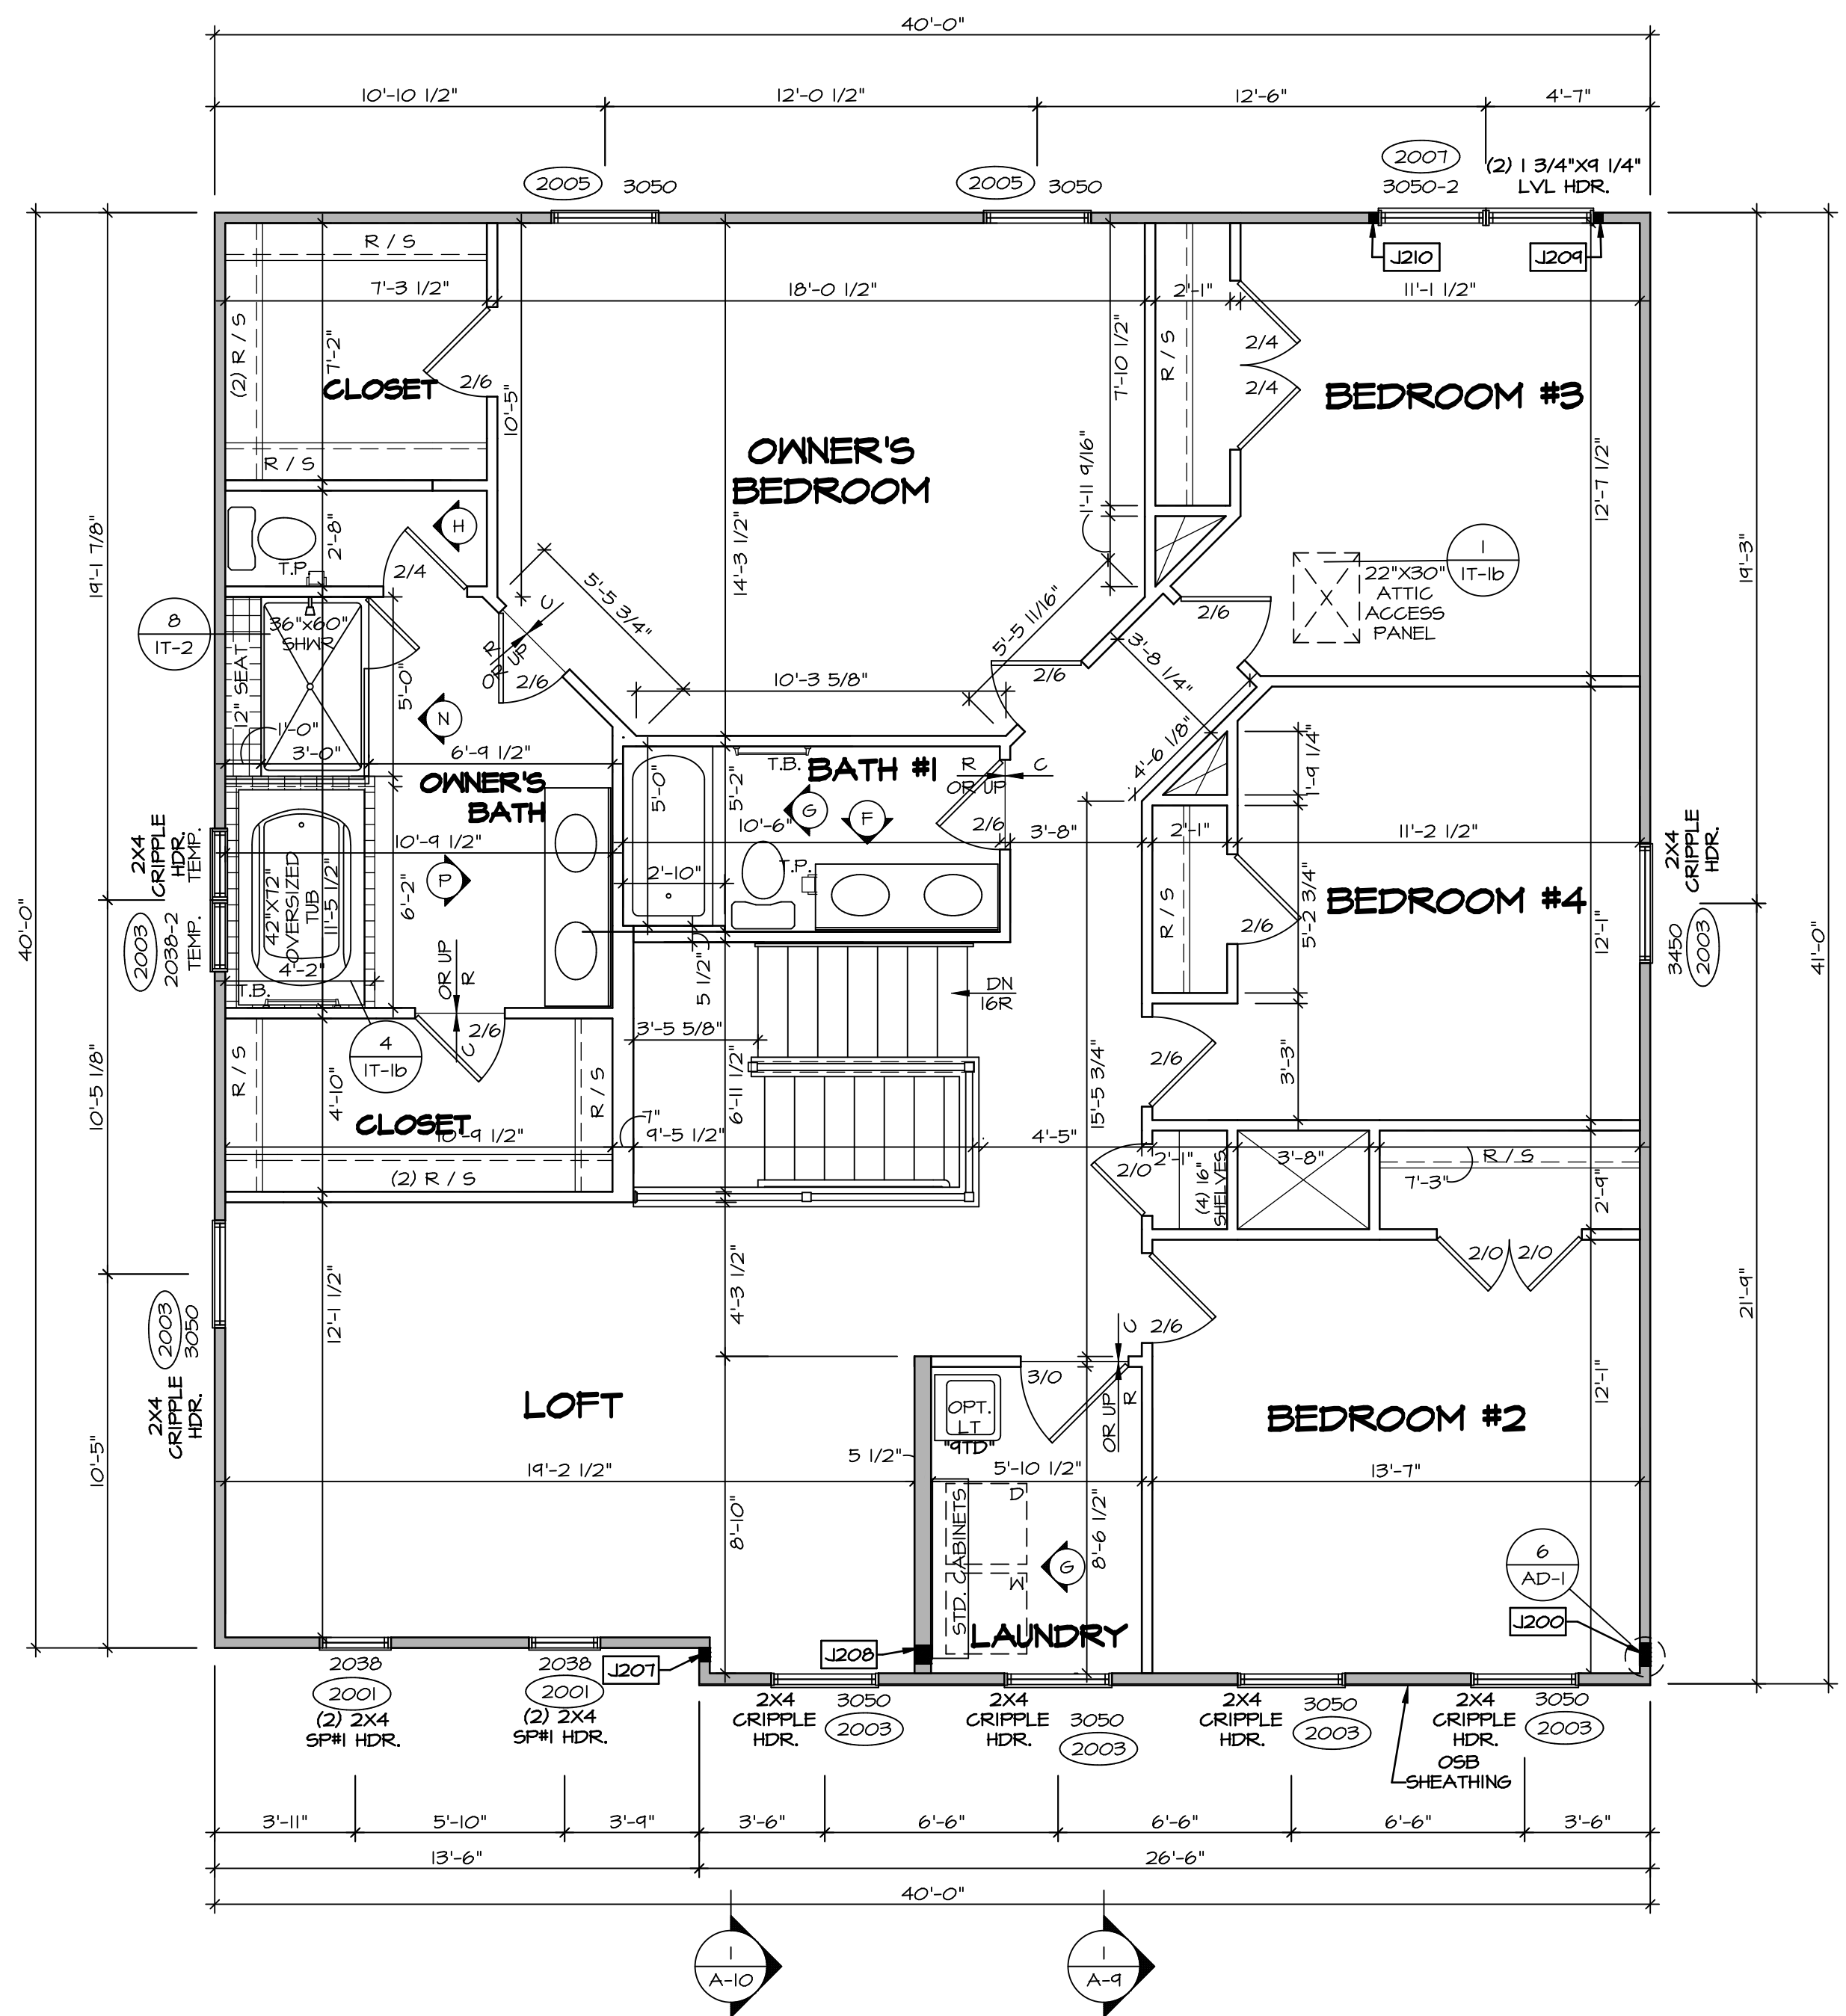 40'-0"
10'-10 1/2"
12'-0 1/2"
12'-6"
4'-7"
2005
3050
2005
3050
2007
3050-2
(2) 1 3/4"X9 1/4"
LVL HDR.
J210
J209
R / S
7'-3 1/2"
18'-0 1/2"
2'-1"
11'-1 1/2"
(2) R / S
7'-2"
CLOSET
2/6
10'-5"
7'-10 1/2"
R / S
2/4
2/4
BEDROOM #3
OWNER'S
BEDROOM
R / S
1'-11 9/16"
12'-7 1/2"
19'-1 7/8"
19'-3"
H
2'-8"
T.P.
2/4
14'-3 1/2"
5'-5 3/4"
5'-5 11/16"
1
IT-1b
22"X30"
ATTIC
ACCESS
PANEL
8
IT-2
36"x60"
SHWR
12" SEAT
C
R
OR UP
2/6
2/6
2/6
3'-8 1/4"
5'-0"
N
1'-0"
3'-0"
6'-9 1/2"
10'-3 5/8"
4'-6 1/8"
1'-9 1/4"
OWNER'S
BATH
5'-0"
5'-2"
T.B.
BATH #1
R
C
OR UP
G
F
10'-6"
2/6
3'-8"
2'-1"
11'-2 1/2"
2X4
CRIPPLE
HDR.
TEMP.
10'-9 1/2"
P
2'-10"
T.P.
42"X72"
OVERSIZED
TUB
11'-5 1/2"
6'-2"
R / S
2/6
5'-2 3/4"
BEDROOM #4
12'-1"
2X4
CRIPPLE
HDR.
3450
2003
40'-0"
41'-0"
2003
2038-2
TEMP.
4'-2"
T.B.
OR UP
R
C
2/6
5 1/2"
DN
16R
3'-5 5/8"
4
IT-1b
R / S
4'-10"
R / S
CLOSET
10'-9 1/2"
(2) R / S
7"
9'-5 1/2"
6'-11 1/2"
15'-5 3/4"
2/6
3'-3"
4'-5"
2/0
2'-1"
(4) 16"
SHELVES
3'-8"
R / S
7'-3"
2'-9"
2/0
2/0
10'-5 1/8"
21'-9"
12'-1 1/2"
4'-3 1/2"
2/6
2003
3050
2X4
CRIPPLE
HDR.
C
3/0
OR UP
R
OPT.
LT
"9TD"
LOFT
BEDROOM #2
12'-1"
10'-5"
5 1/2"
19'-2 1/2"
5'-10 1/2"
13'-7"
8'-10"
STD. CABINETS
D
W
8'-6 1/2"
G
LAUNDRY
6
AD-1
J200
J208
J207
2038
2001
(2) 2X4
SP#1 HDR.
2038
2001
(2) 2X4
SP#1 HDR.
2X4
CRIPPLE
HDR.
3050
2003
2X4
CRIPPLE
HDR.
3050
2003
2X4
CRIPPLE
HDR.
3050
2003
2X4
CRIPPLE
HDR.
3050
2003
OSB
SHEATHING
3'-11"
5'-10"
3'-9"
3'-6"
6'-6"
6'-6"
6'-6"
3'-6"
13'-6"
26'-6"
40'-0"
1
A-10
1
A-9